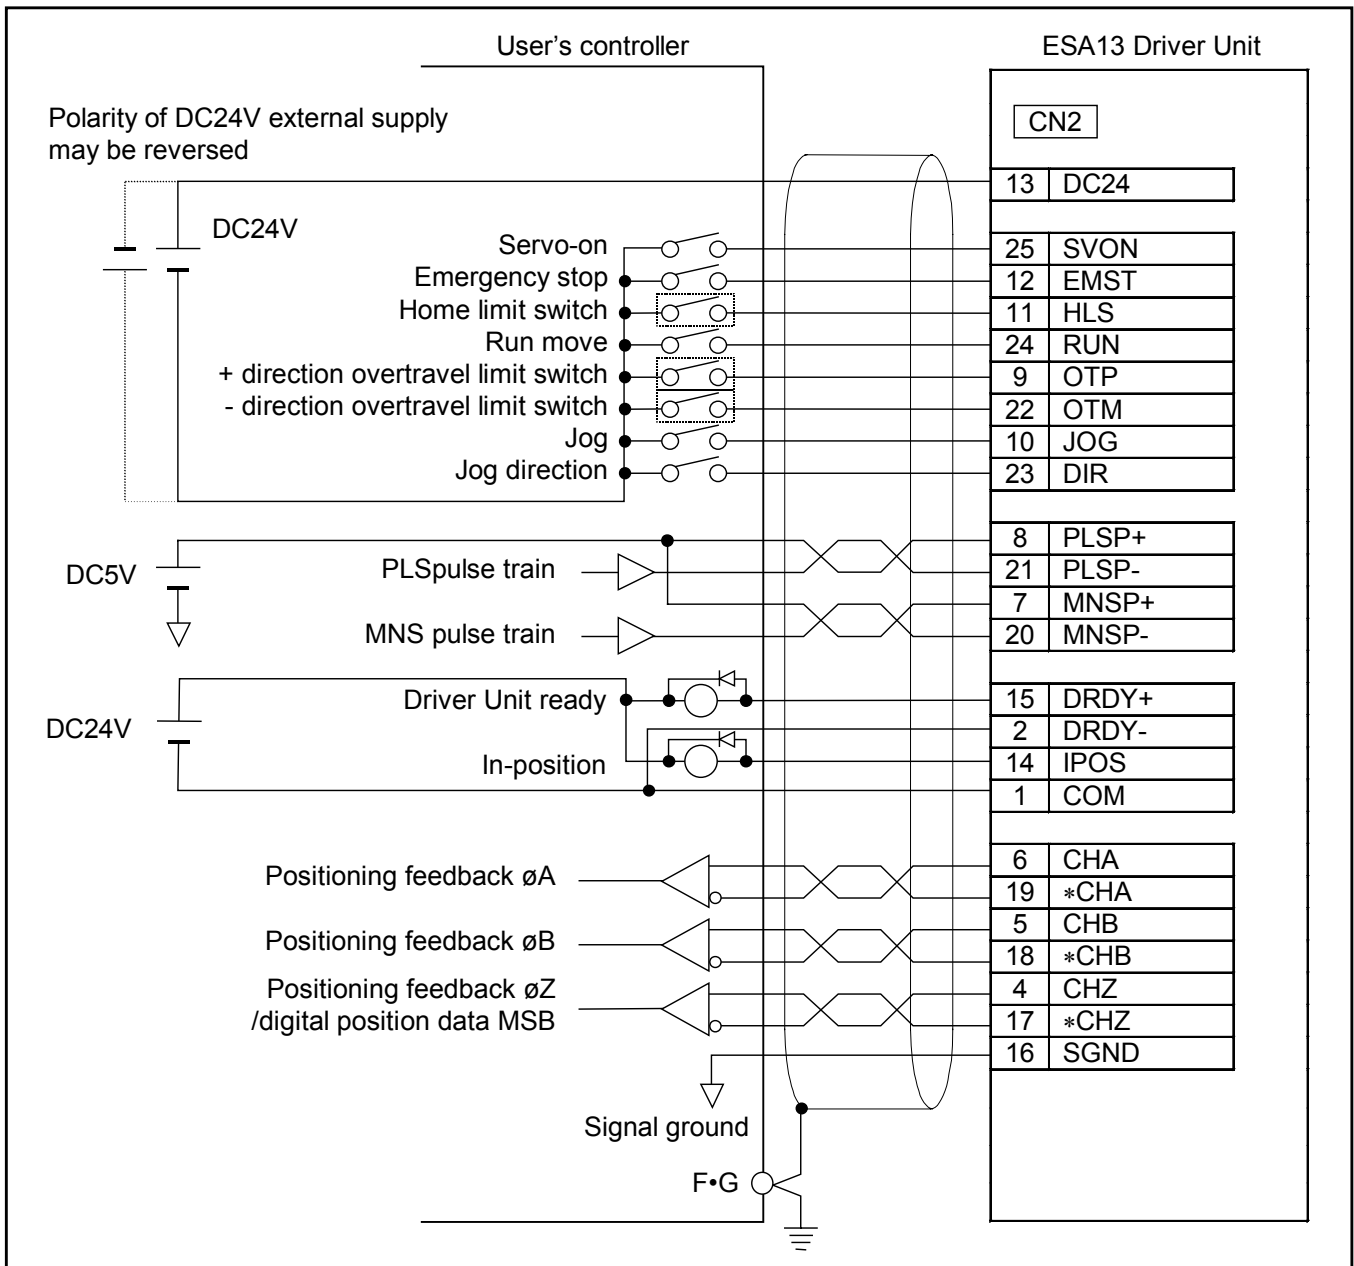 User's controller
ESA13 Driver Unit
Polarity of DC24V external supply
may be reversed
CN2
13 DC24
DC24V
Servo-on
25 SVON
Emergency stop
12 EMST
Home limit switch
11 HLS
Run move
24 RUN
+ direction overtravel limit switch
9 OTP
- direction overtravel limit switch
22 OTM
Jog
10 JOG
Jog direction
23 DIR
8 PLSP+
DC5V
PLSpulse train
21 PLSP-
7 MNSP+
MNS pulse train
20 MNSP-
Driver Unit ready
15 DRDY+
DC24V
2 DRDY-
In-position
14 IPOS
1 COM
6 CHA
Positioning feedback øA
19 *CHA
5 CHB
Positioning feedback øB
18 *CHB
Positioning feedback øZ
4 CHZ
/digital position data MSB
17 *CHZ
16 SGND
Signal ground
F•G